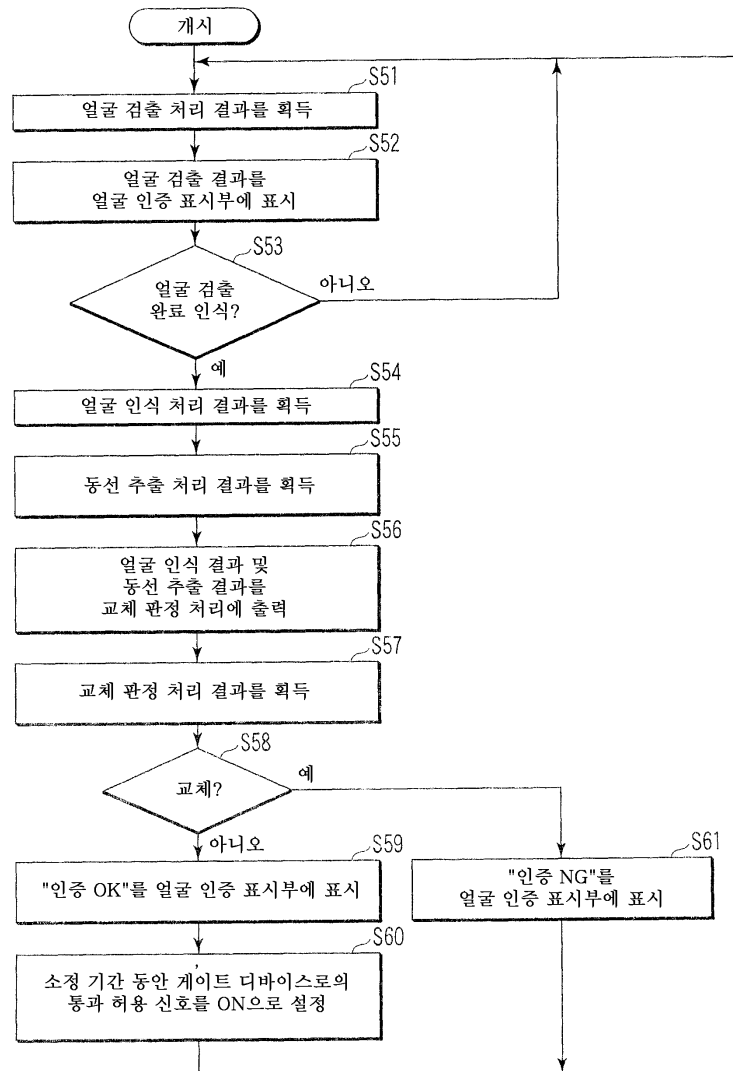 개시
S51
얼굴 검출 처리 결과를 획득
S52
얼굴 검출 결과를
얼굴 인증 표시부에 표시
S53
얼굴 검출
완료 인식?
아니오
예
S54
얼굴 인식 처리 결과를 획득
S55
동선 추출 처리 결과를 획득
S56
얼굴 인식 결과 및
동선 추출 결과를
교체 판정 처리에 출력
S57
교체 판정 처리 결과를 획득
S58
교체?
예
아니오
S59
"인증 OK"를 얼굴 인증 표시부에 표시
S61
"인증 NG"를
얼굴 인증 표시부에 표시
S60
소정 기간 동안 게이트 디바이스로의
통과 허용 신호를 ON으로 설정